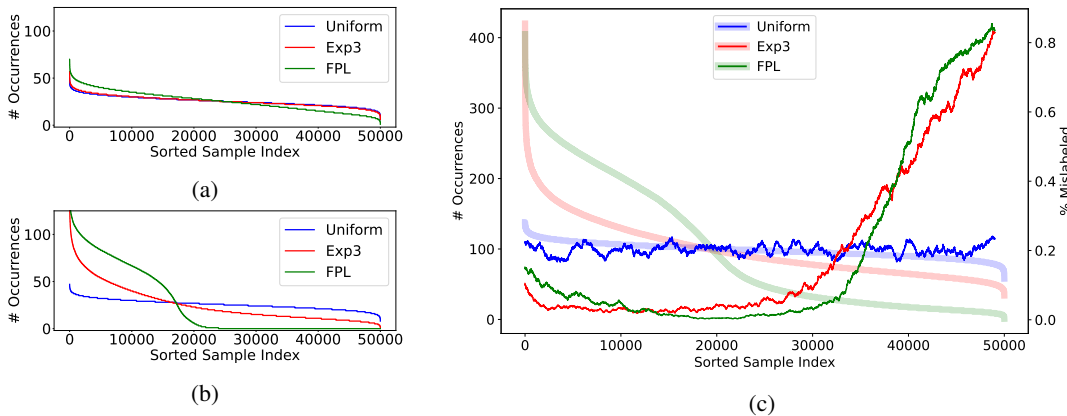 100
50
0
# Occurrences
Uniform
Exp3
FPL
0 10000 20000 30000 40000 50000
Sorted Sample Index
(a)
100
50
0
# Occurrences
Uniform
Exp3
FPL
0 10000 20000 30000 40000 50000
Sorted Sample Index
(b)
400
300
200
100
0
# Occurrences
Uniform
Exp3
FPL
0.8
0.6
0.4
0.2
0.0
% Mislabeled
0 10000 20000 30000 40000 50000
Sorted Sample Index
(c)